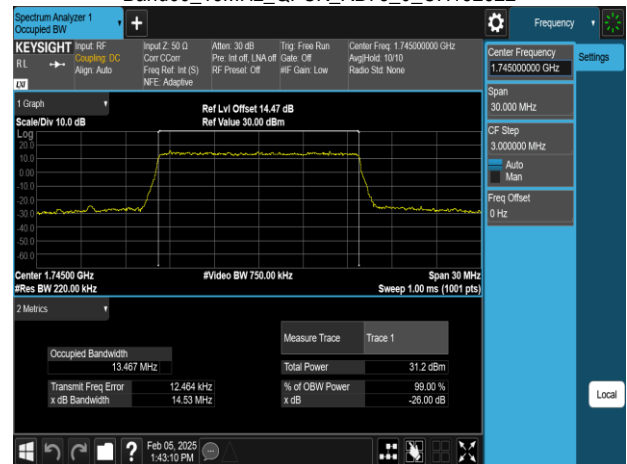 Spectrum Analyzer 1
Occupied BW
Frequency
KEYSIGHT
RL
LXI
Input: RF
Coupling: DC
Align: Auto
Input Z: 50 Ω
Corr CCorr
Freq Ref: Int (S)
NFE: Adaptive
Atten: 30 dB
Pre: Int off, LNA off
RF Preset: Off
Trig: Free Run
Gate: Off
#IF Gain: Low
Center Freq: 1.745000000 GHz
Avg|Hold: 10/10
Radio Std: None
Center Frequency
1.745000000 GHz
Settings
Span
30.000 MHz
CF Step
3.000000 MHz
Auto
Man
Freq Offset
0 Hz
1 Graph
Scale/Div 10.0 dB
Ref Lvl Offset 14.47 dB
Ref Value 30.00 dBm
Log
20.0
10.0
0.00
-10.0
-20.0
-30.0
-40.0
-50.0
-60.0
Center 1.74500 GHz
#Video BW 750.00 kHz
Span 30 MHz
#Res BW 220.00 kHz
Sweep 1.00 ms (1001 pts)
2 Metrics
Measure Trace Trace 1
Occupied Bandwidth
13.467 MHz
Total Power 31.2 dBm
Transmit Freq Error 12.464 kHz
% of OBW Power 99.00 %
x dB Bandwidth 14.53 MHz
x dB -26.00 dB
Local
Feb 05, 2025
1:43:10 PM